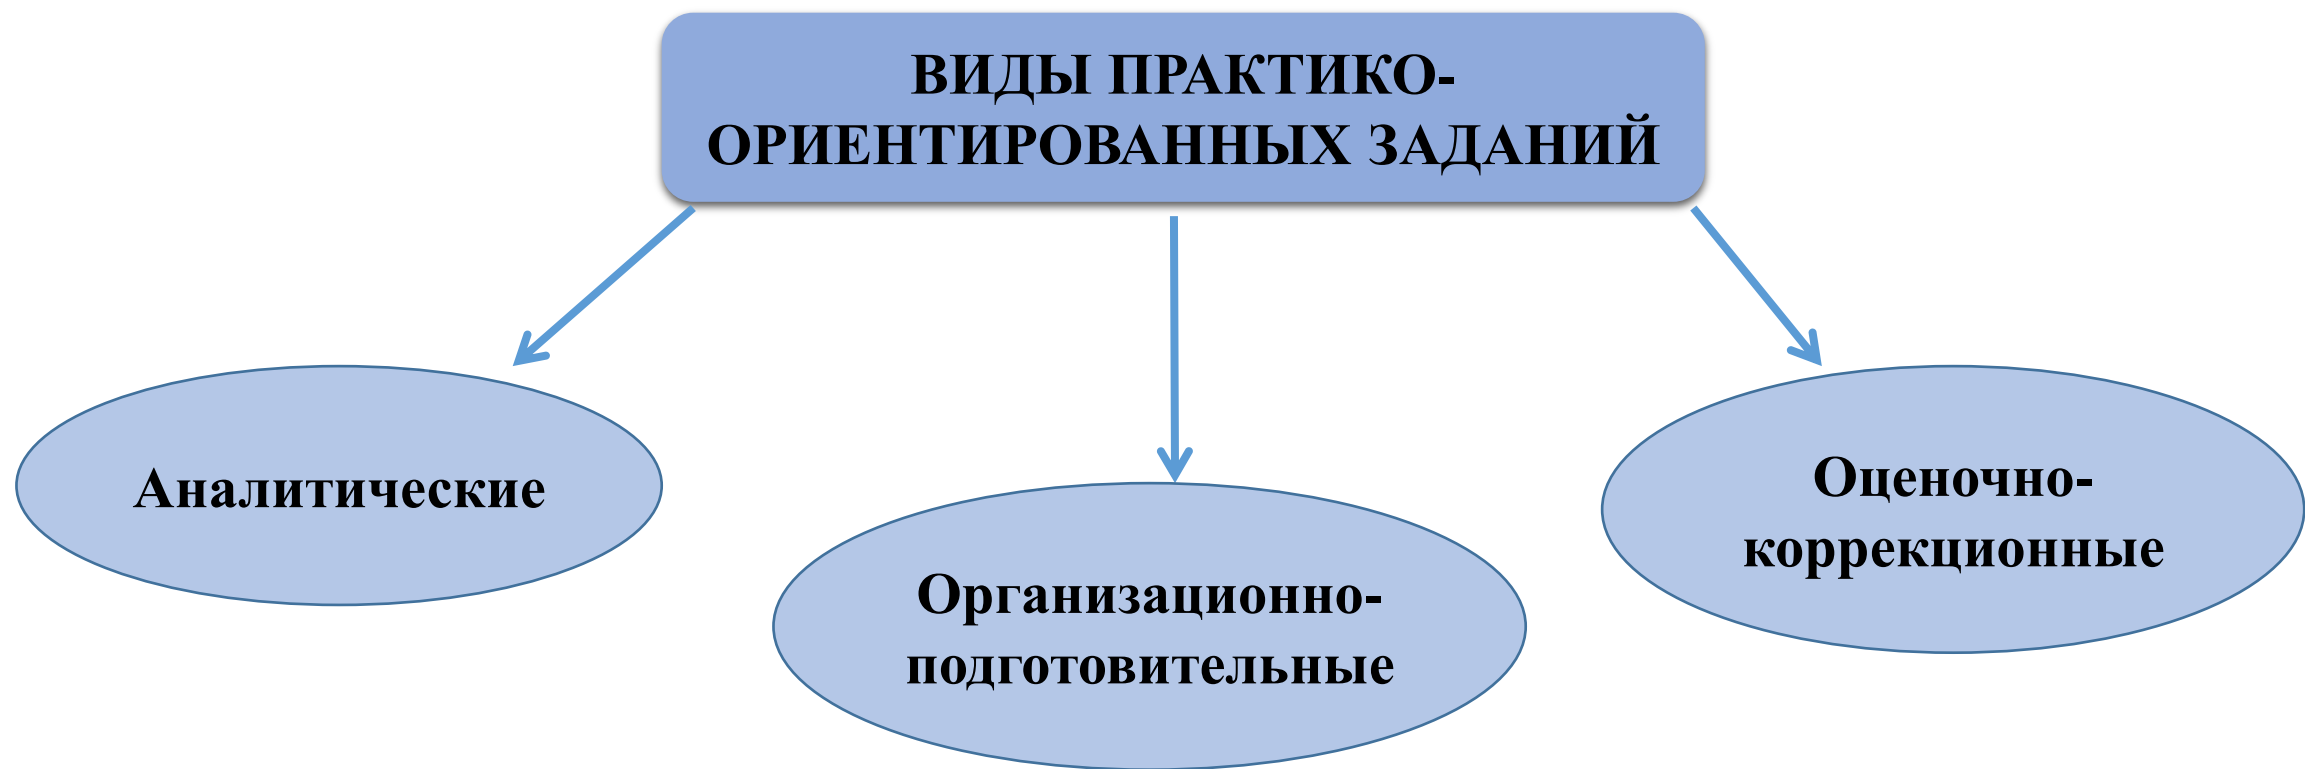 ВИДЫ ПРАКТИКО-
ОРИЕНТИРОВАННЫХ ЗАДАНИЙ
Аналитические
Организационно-
подготовительные
Оценочно-
коррекционные